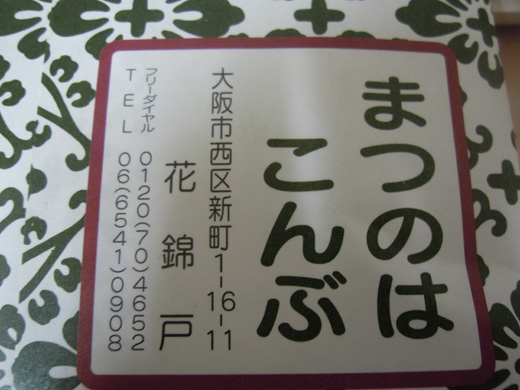 まつのは
こんぶ
大阪市西区新町1-16-11
花錦戸
フリーダイヤル 0120(70)4652
TEL 06(6541)0908